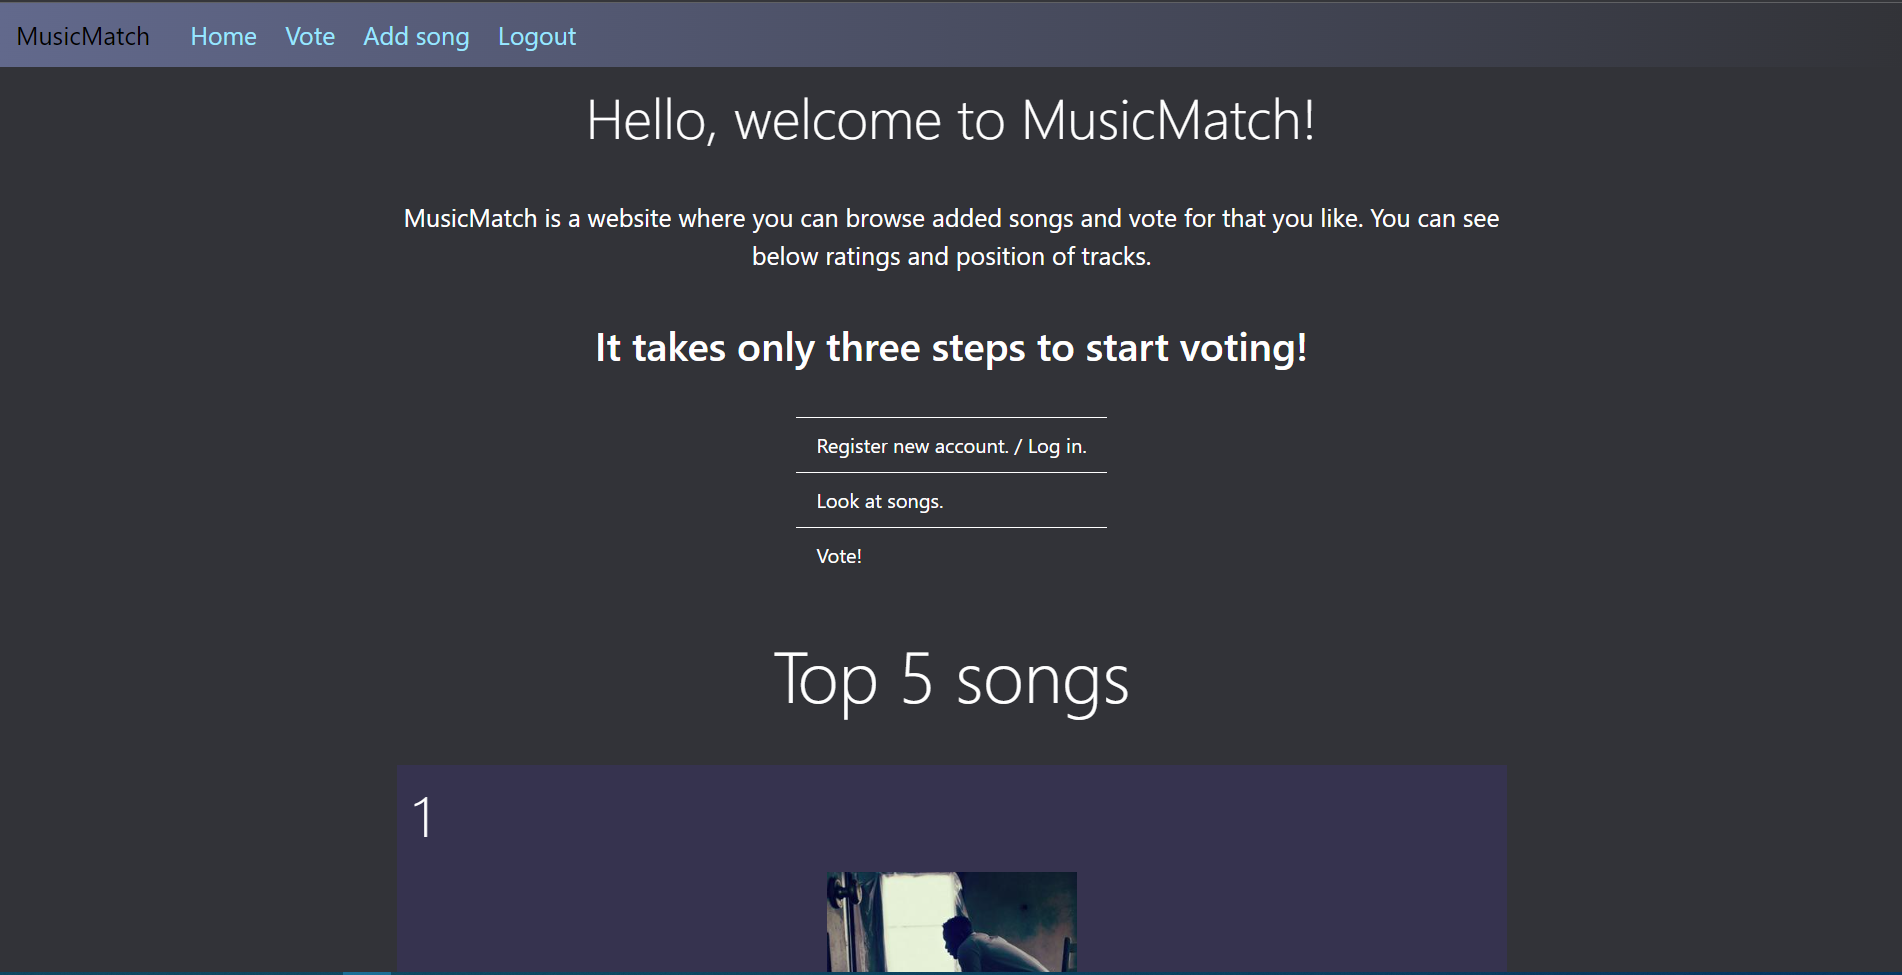 MusicMatch Home Vote Add song Logout
Hello, welcome to MusicMatch!
MusicMatch is a website where you can browse added songs and vote for that you like. You can see
below ratings and position of tracks.
It takes only three steps to start voting!
Register new account. / Log in.
Look at songs.
Vote!
Top 5 songs
1